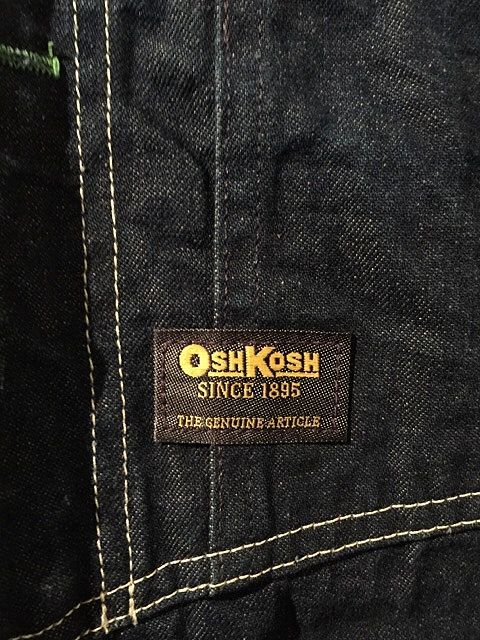 OSHKOSH
SINCE 1895
THE GENUINE ARTICLE